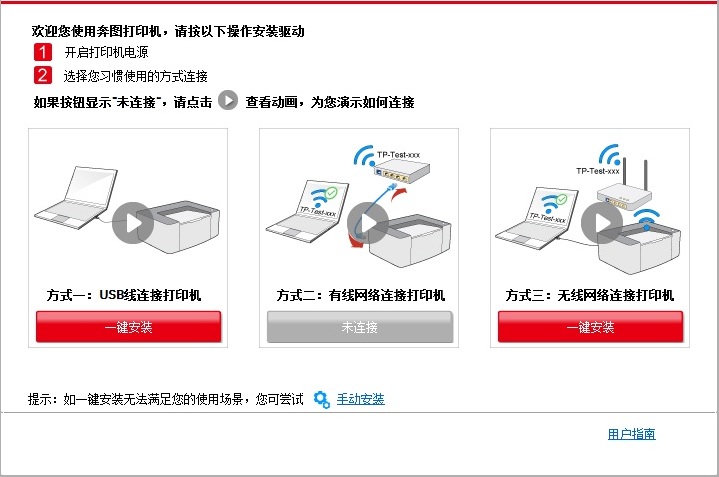 欢迎您使用奔图打印机，请按以下操作安装驱动
1 开启打印机电源
2 选择您习惯使用的方式连接
如果按钮显示"未连接"，请点击 查看动画，为您演示如何连接
TP-Test-xxx
TP-Test-xxx
TP-Test-xxx
TP-Test-xxx
方式一：USB线连接打印机
方式二：有线网络连接打印机
方式三：无线网络连接打印机
一键安装
未连接
一键安装
提示：如一键安装无法满足您的使用场景，您可尝试 手动安装
用户指南